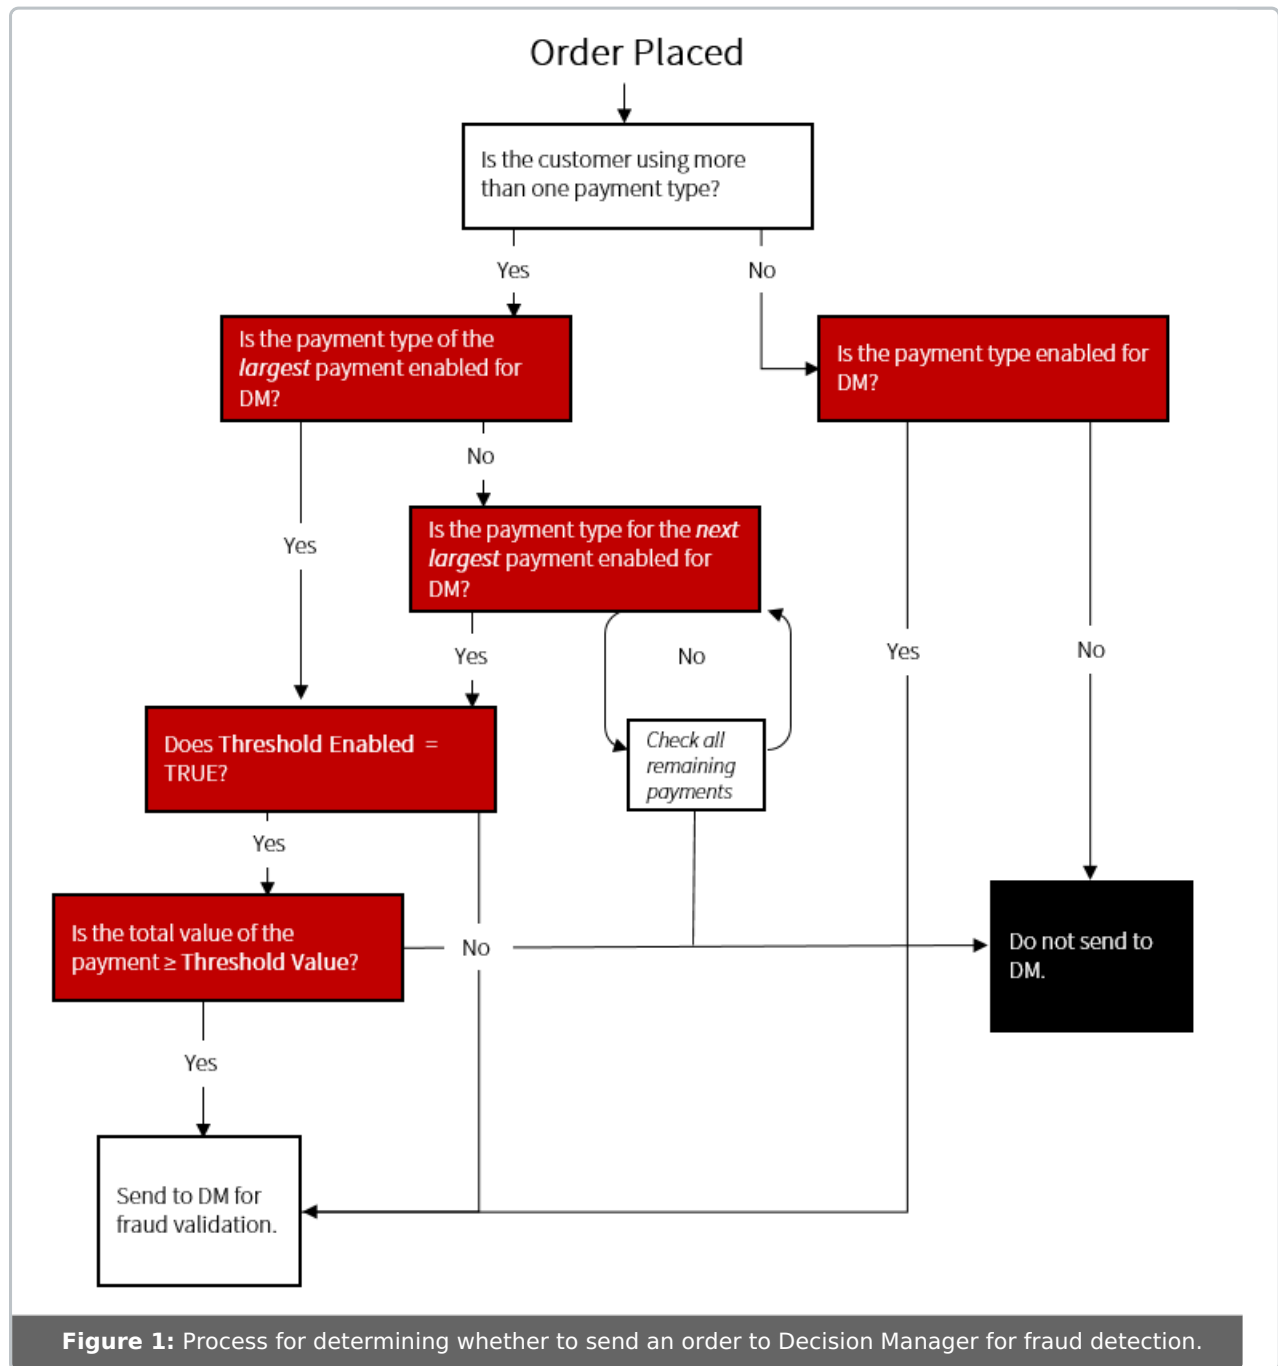 Order Placed
Is the customer using more
than one payment type?
Yes
No
Is the payment type of the
largest payment enabled for
DM?
Is the payment type enabled for
DM?
No
Is the payment type for the next
largest payment enabled for
DM?
Yes
Yes
No
Yes
No
Does Threshold Enabled =
TRUE?
Check all
remaining
payments
Yes
Is the total value of the
payment ≥ Threshold Value?
No
Do not send to
DM.
Yes
Send to DM for
fraud validation.
Figure 1: Process for determining whether to send an order to Decision Manager for fraud detection.